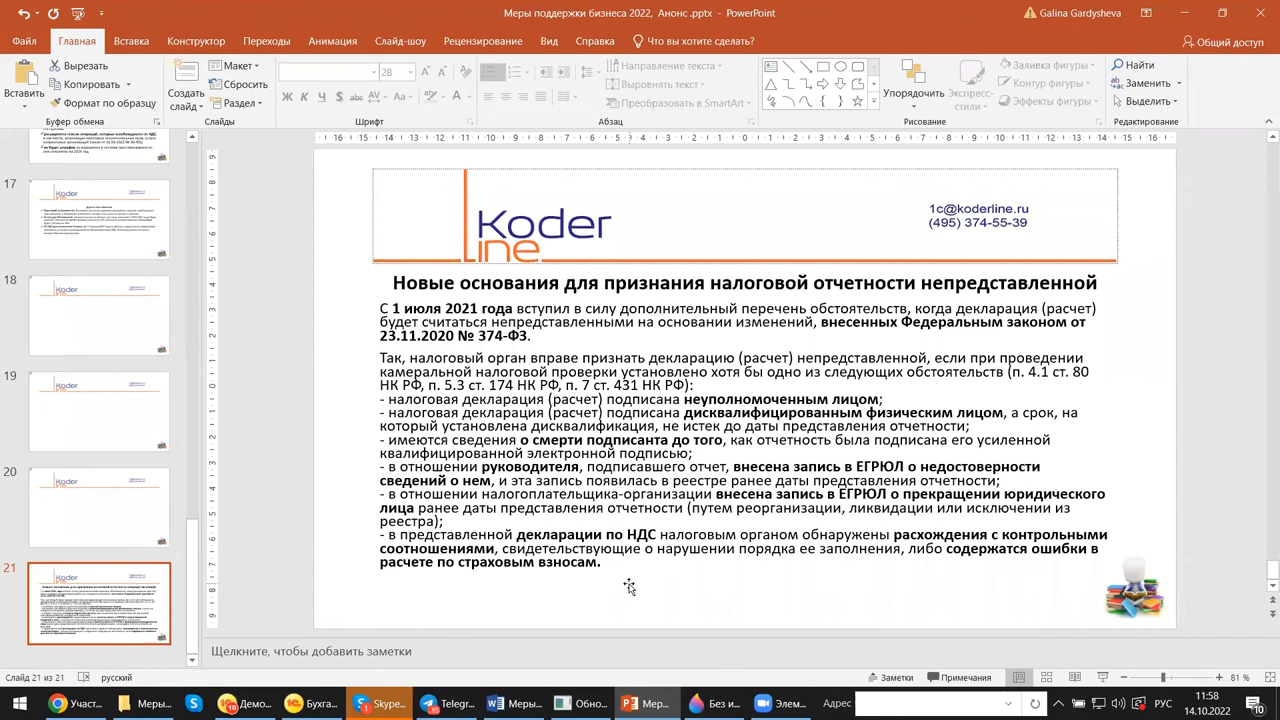 Меры поддержки бизнеса 2022, Анонс.pptx - PowerPoint
Galina Gardysheva
Файл Главная Вставка Конструктор Переходы Анимация Слайд-шоу Рецензирование Вид Справка Что вы хотите сделать? Общий доступ
Вставить
Вырезать
Копировать
Формат по образцу
Буфер обмена
Создать слайд
Макет
Сбросить
Раздел
Слайды
28
Ж К Ч S abc AV Aa A
Шрифт
Направление текста
Выровнять текст
Преобразовать в SmartArt
Абзац
Упорядочить
Экспресс-стили
Заливка фигуры
Контур фигуры
Эффекты фигуры
Рисование
Найти
Заменить
Выделить
Редактирование
17
18
19
20
21
Koder
line
1c@koderline.ru
(495) 374-55-39
Новые основания для признания налоговой отчетности непредставленной
С 1 июля 2021 года вступил в силу дополнительный перечень обстоятельств, когда декларация (расчет)
будет считаться непредставленными на основании изменений, внесенных Федеральным законом от
23.11.2020 № 374-ФЗ.
Так, налоговый орган вправе признать декларацию (расчет) непредставленной, если при проведении
камеральной налоговой проверки установлено хотя бы одно из следующих обстоятельств (п. 4.1 ст. 80
НК РФ, п. 5.3 ст. 174 НК РФ, п. 7 ст. 431 НК РФ):
- налоговая декларация (расчет) подписана неуполномоченным лицом;
- налоговая декларация (расчет) подписана дисквалифицированным физическим лицом, а срок, на
который установлена дисквалификация, не истек до даты представления отчетности;
- имеются сведения о смерти подписанта до того, как отчетность была подписана его усиленной
квалифицированной электронной подписью;
- в отношении руководителя, подписавшего отчет, внесена запись в ЕГРЮЛ о недостоверности
сведений о нем, и эта запись появилась в реестре ранее даты представления отчетности;
- в отношении налогоплательщика-организации внесена запись в ЕГРЮЛ о прекращении юридического
лица ранее даты представления отчетности (путем реорганизации, ликвидации или исключении из
реестра);
- в представленной декларации по НДС налоговым органом обнаружены расхождения с контрольными
соотношениями, свидетельствующие о нарушении порядка ее заполнения, либо содержатся ошибки в
расчете по страховым взносам.
Щелкните, чтобы добавить заметки
Слайд 21 из 21 русский Заметки Примечания 81 %
Участ... Меры... Демо... Бухга... Skype... Telegr... Меры... Обно... Мер... Без и... Элем... Адрес РУС
11:58
14.10.2022
10